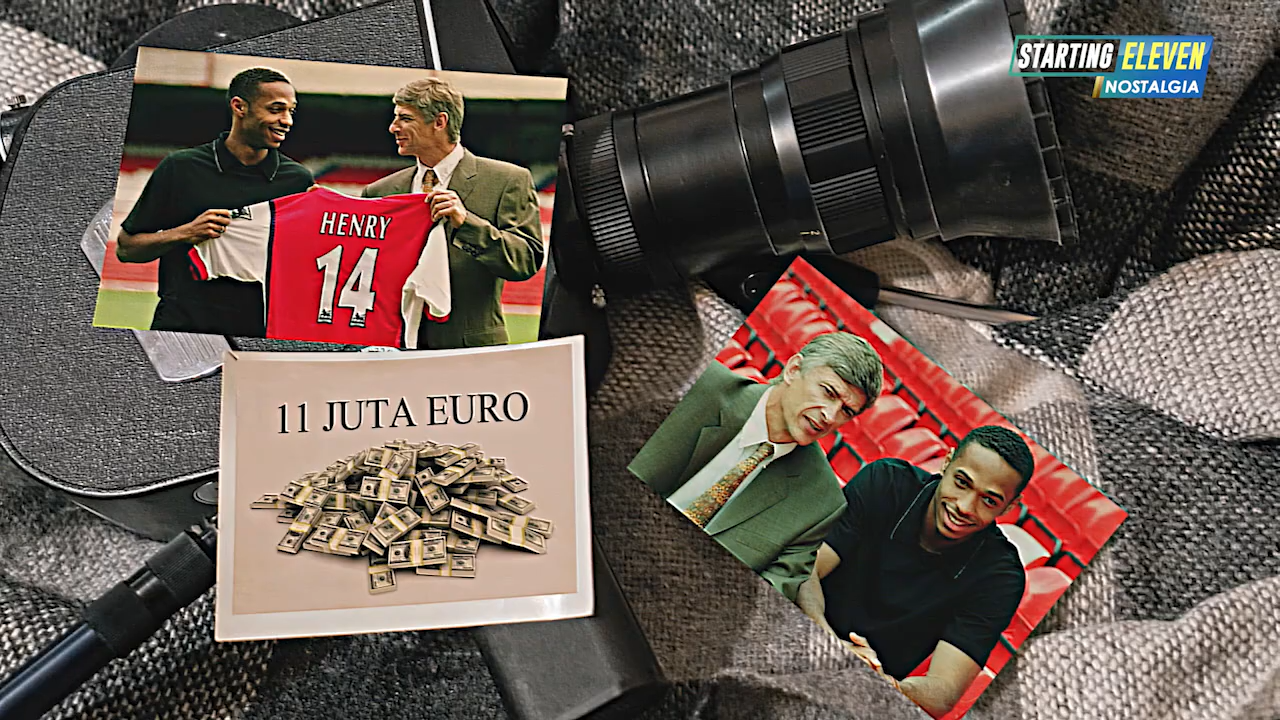 STARTING ELEVEN
NOSTALGIA
HENRY
14
11 JUTA EURO